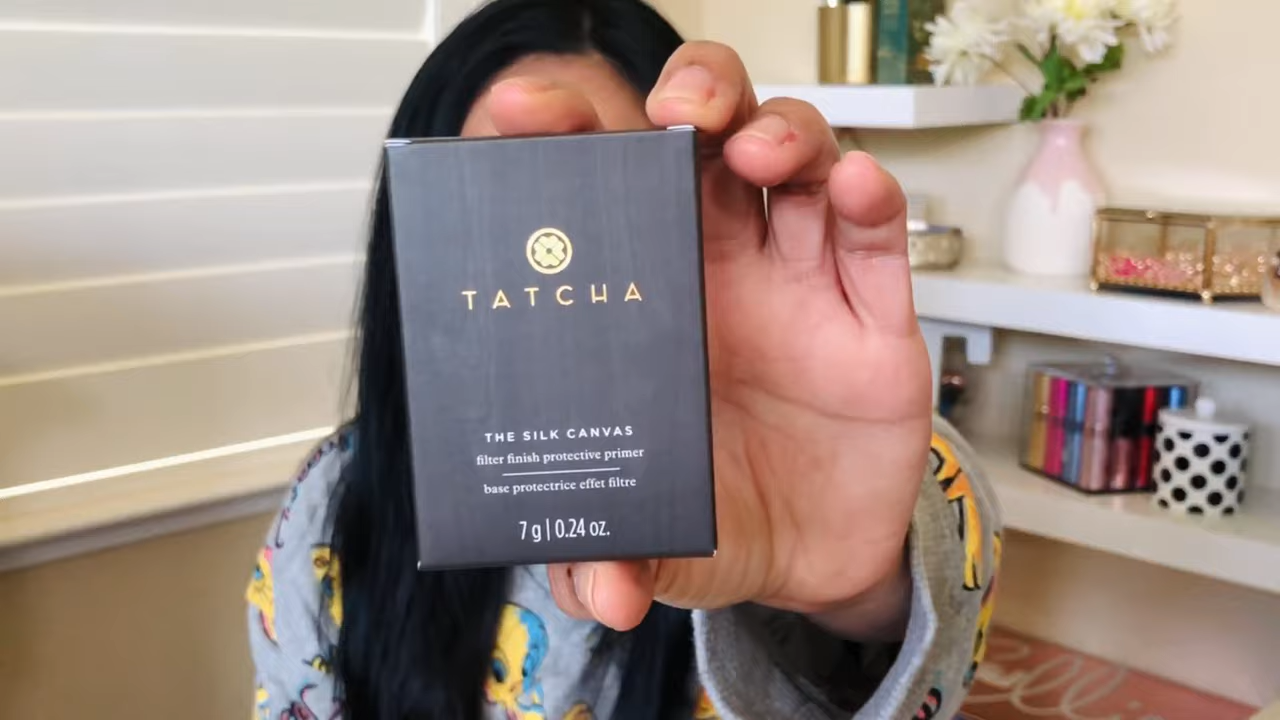 TATCHA
THE SILK CANVAS
filter finish protective primer
base protectrice effet filtre
7 g | 0.24 oz.